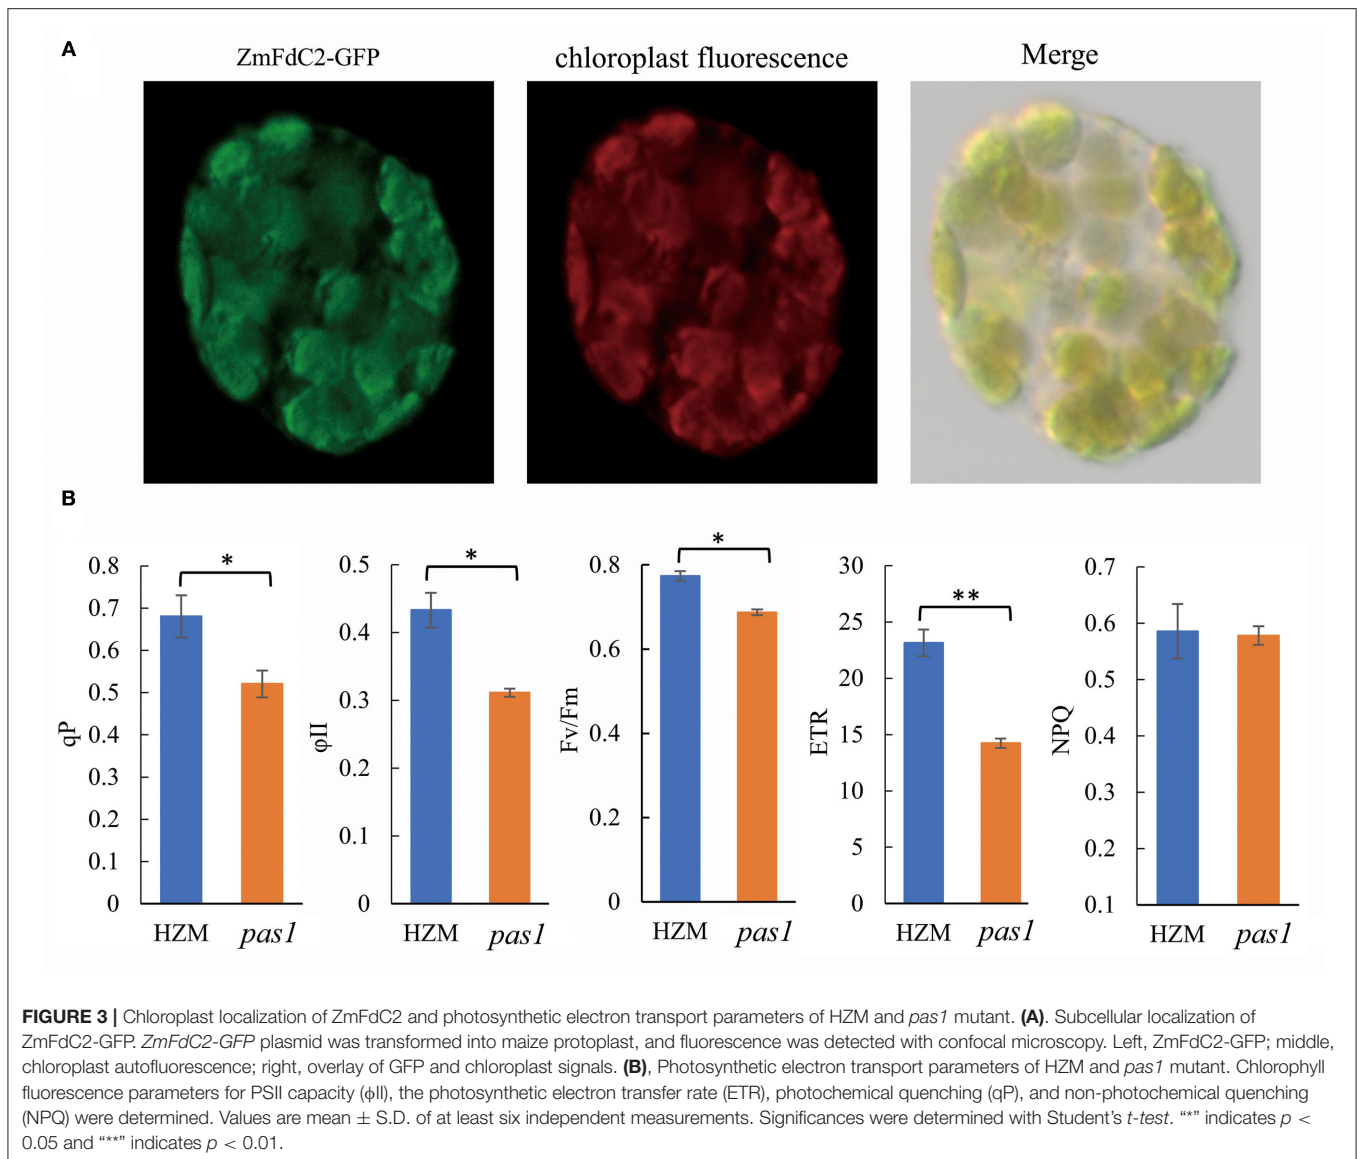 A
ZmFdC2-GFP
chloroplast fluorescence
Merge
B
qP
0.8
0.7
0.6
0.5
0.4
0.3
0.2
0.1
0
*
HZM
pas1
φII
0.5
0.4
0.3
0.2
0.1
0
*
HZM
pas1
Fv/Fm
0.8
0.6
0.4
0.2
0
*
HZM
pas1
ETR
30
25
20
15
10
5
0
**
HZM
pas1
NPQ
0.7
0.6
0.5
0.4
0.3
0.2
0.1
HZM
pas1
FIGURE 3 | Chloroplast localization of ZmFdC2 and photosynthetic electron transport parameters of HZM and pas1 mutant. (A). Subcellular localization of
ZmFdC2-GFP. ZmFdC2-GFP plasmid was transformed into maize protoplast, and fluorescence was detected with confocal microscopy. Left, ZmFdC2-GFP; middle,
chloroplast autofluorescence; right, overlay of GFP and chloroplast signals. (B), Photosynthetic electron transport parameters of HZM and pas1 mutant. Chlorophyll
fluorescence parameters for PSII capacity (ϕII), the photosynthetic electron transfer rate (ETR), photochemical quenching (qP), and non-photochemical quenching
(NPQ) were determined. Values are mean ± S.D. of at least six independent measurements. Significances were determined with Student's t-test. “*” indicates p <
0.05 and “**” indicates p < 0.01.